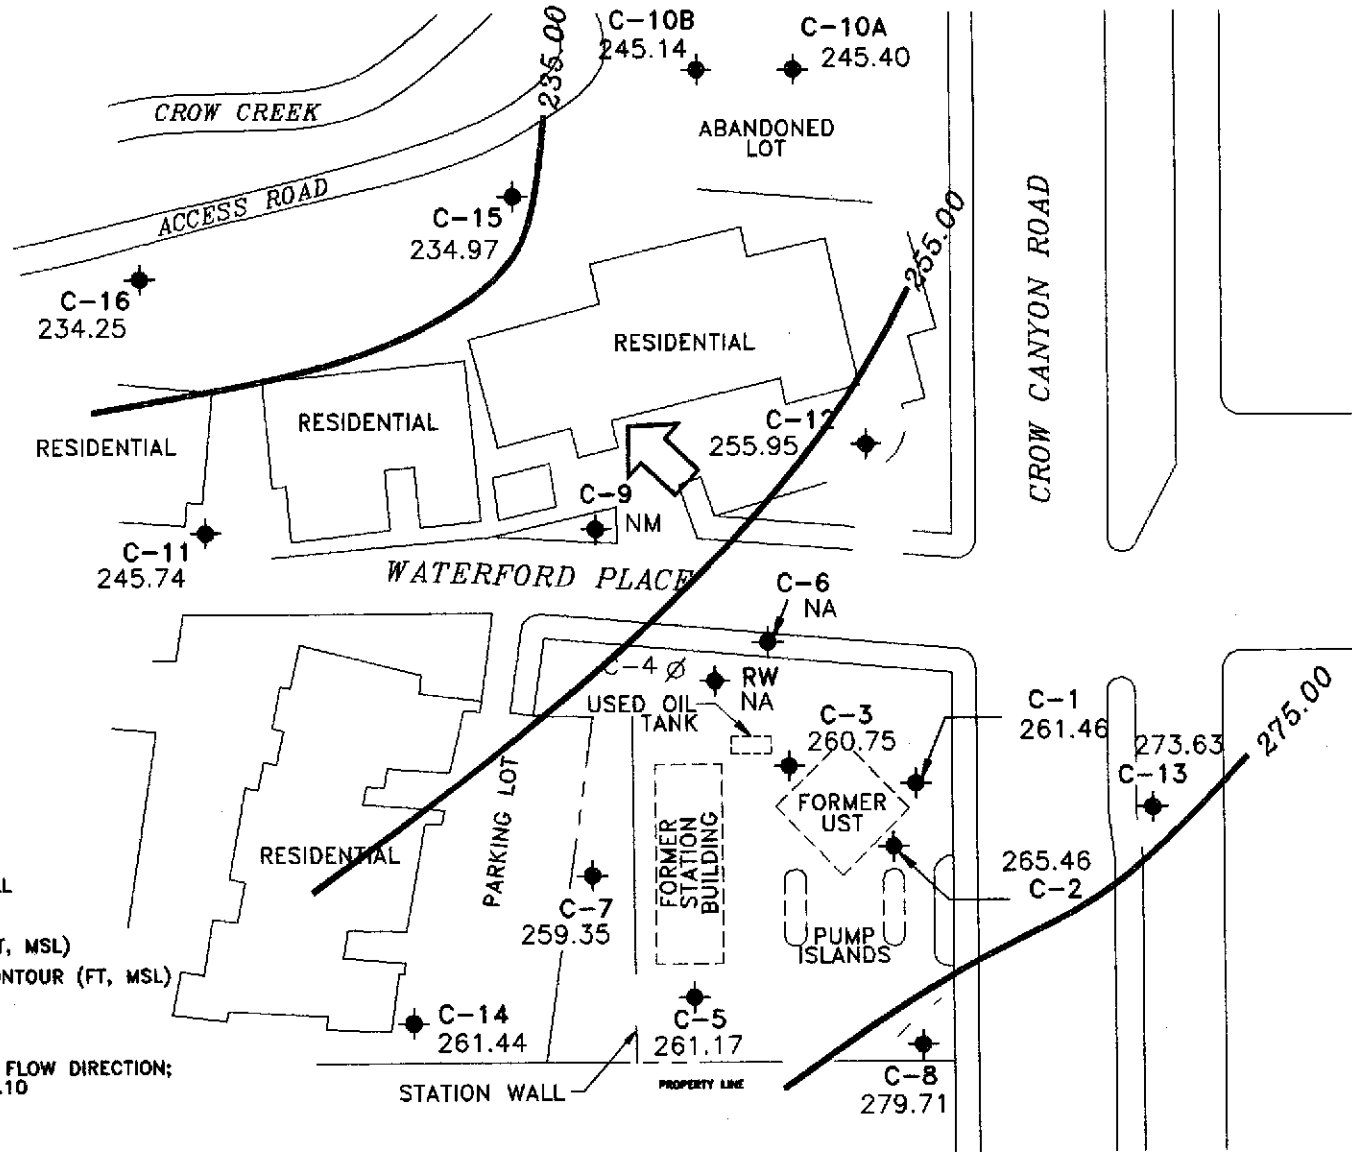 C-10B
245.14
C-10A
245.40
235.00
CROW CREEK
ABANDONED
LOT
ACCESS ROAD
C-15
234.97
255.00
CROW CANYON ROAD
C-16
234.25
RESIDENTIAL
RESIDENTIAL
RESIDENTIAL
C-12
255.95
C-9
NM
C-11
245.74
WATERFORD PLACE
C-6
NA
C-4
RW
NA
USED OIL
TANK
C-3
260.75
C-1
261.46
273.63
C-13
275.00
FORMER
UST
PARKING LOT
FORMER
STATION
BUILDING
RESIDENTIAL
265.46
C-2
C-7
259.35
PUMP
ISLANDS
T, MSL)
ONTOUR (FT, MSL)
C-14
261.44
C-5
261.17
FLOW DIRECTION;
.10
STATION WALL
PROPERTY LINE
C-8
279.71